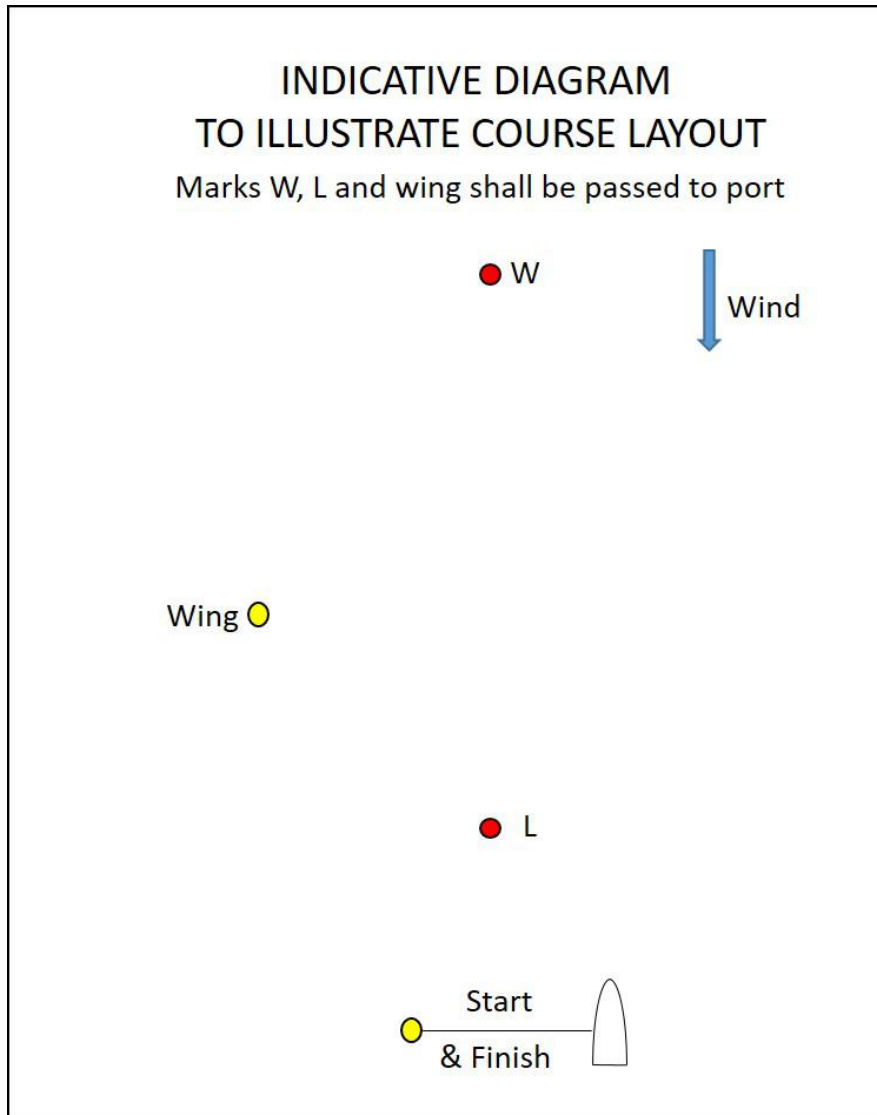 INDICATIVE DIAGRAM
TO ILLUSTRATE COURSE LAYOUT
Marks W, L and wing shall be passed to port
W
Wind
Wing
L
Start
& Finish